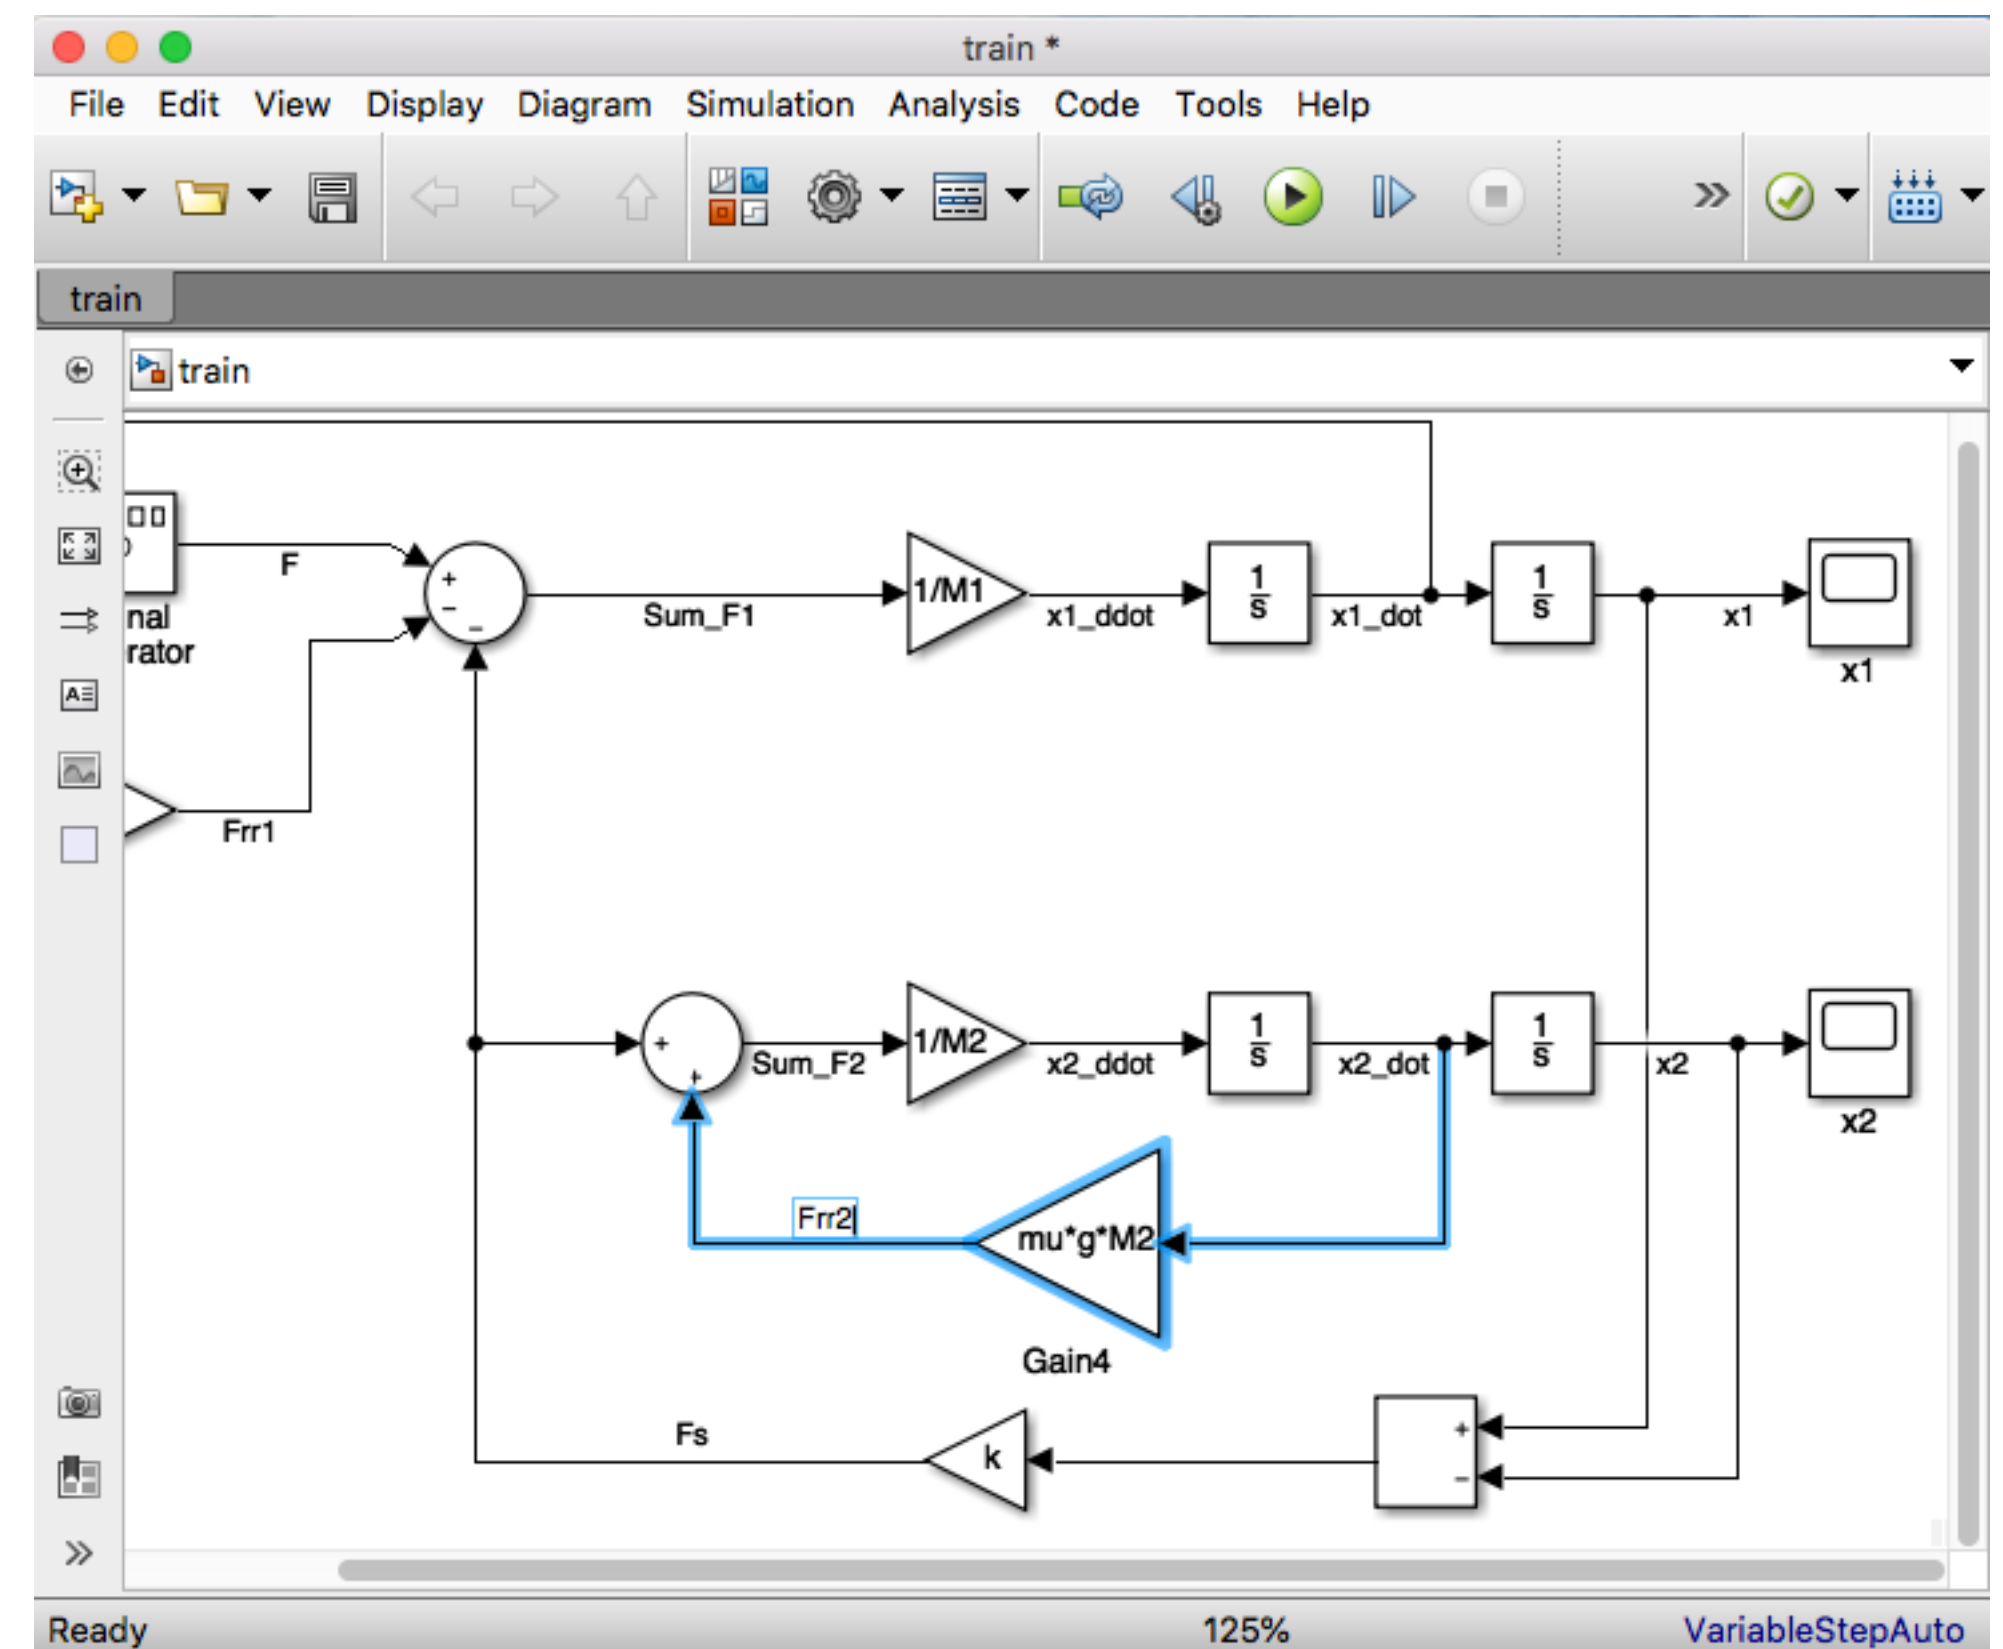 train *
File Edit View Display Diagram Simulation Analysis Code Tools Help
train
train
F
nal
rator
+
−
−
Sum_F1
1/M1
x1_ddot
1
s
x1_dot
1
s
x1
x1
Frr1
+
+
Sum_F2
1/M2
x2_ddot
1
s
x2_dot
1
s
x2
x2
Frr2
mu*g*M2
Gain4
Fs
k
+
−
Ready 125% VariableStepAuto